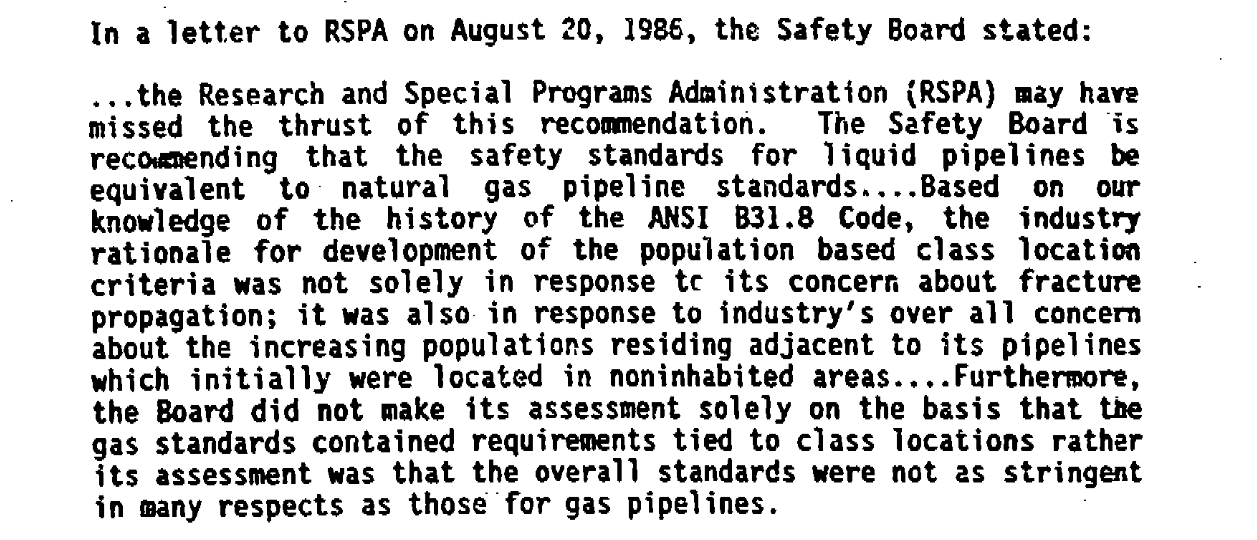 In a letter to RSPA on August 20, 1986, the Safety Board stated:
...the Research and Special Programs Administration (RSPA) may have
missed the thrust of this recommendation. The Safety Board is
recommending that the safety standards for liquid pipelines be
equivalent to natural gas pipeline standards....Based on our
knowledge of the history of the ANSI B31.8 Code, the industry
rationale for development of the population based class location
criteria was not solely in response to its concern about fracture
propagation; it was also in response to industry's over all concern
about the increasing populations residing adjacent to its pipelines
which initially were located in noninhabited areas....Furthermore,
the Board did not make its assessment solely on the basis that the
gas standards contained requirements tied to class locations rather
its assessment was that the overall standards were not as stringent
in many respects as those for gas pipelines.